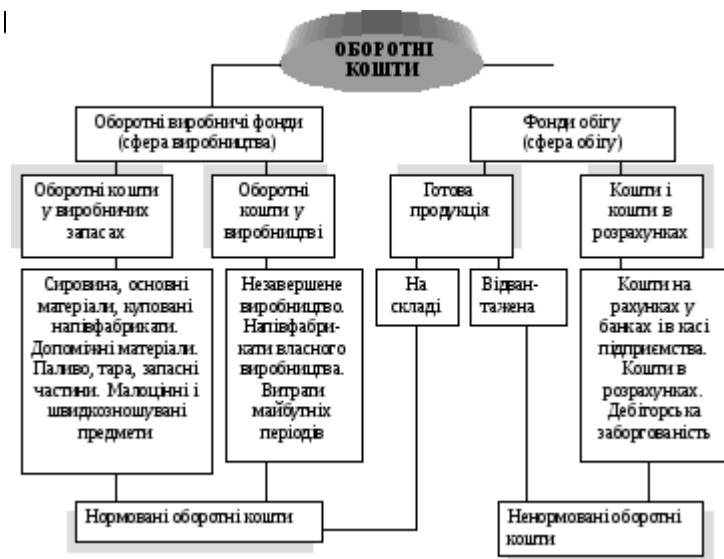 ОБОРОТНІ
КОШТИ
Оборотні виробничі фонди
(сфера виробництва)
Фонди обігу
(сфера обігу)
Оборотні кошти
у виробничих
запасах
Оборотні
кошти у
виробництві
Готова
продукція
Кошти і
кошти в
розрахунках
Сировина, основні
матеріали, куповані
напівфабрикати.
Допоміжні матеріали.
Паливо, тара, запасні
частини. Малоцінні і
швидкозношувані
предмети
Незавершене
виробництво.
Напівфабри-
кати власного
виробництва.
Витрати
майбутніх
періодів
На
складі
Відван-
тажена
Кошти на
рахунках у
банках ів касі
підприємства.
Кошти в
розрахунках.
Дебігорська
заборгованість
Нормовані оборотні кошти
Ненормовані оборотні
кошти